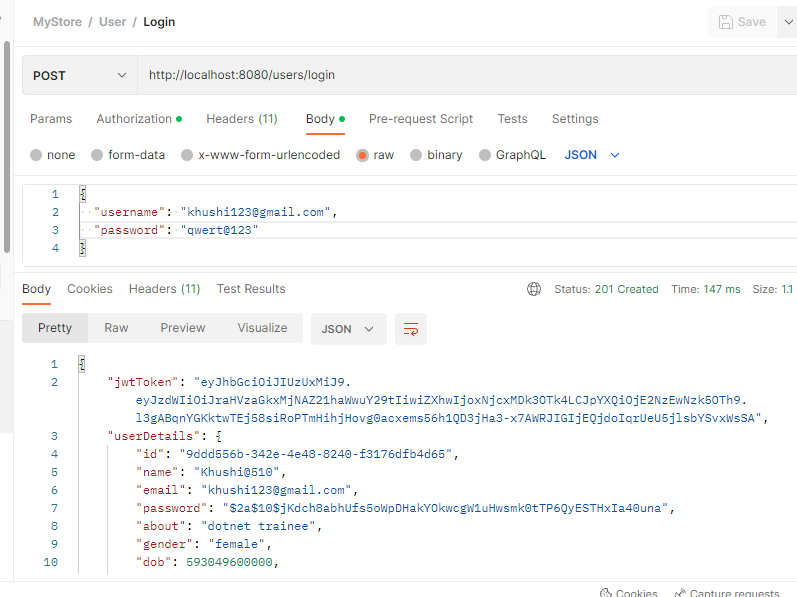 MyStore / User / Login
Save
POST http://localhost:8080/users/login
Params Authorization Headers (11) Body Pre-request Script Tests Settings
none form-data x-www-form-urlencoded raw binary GraphQL JSON
1 {
2 "username": "khushi123@gmail.com",
3 "password": "qwert@123"
4 }
Body Cookies Headers (11) Test Results Status: 201 Created Time: 147 ms Size: 1.1
Pretty Raw Preview Visualize JSON
1 {
2 "jwtToken": "eyJhbGciOiJIUzUxMiJ9.
eyJzdWIiOiJraHVzaGkxMjNAZ21haWwuY29tIiwiZXhwIjoxNjcxMDk3OTk4LCJpYXQiOjE2NzEwNzk5OTh9.
l3gABqnYGKktwTEj58siRoPTmHihjHovg0acxems56h1QD3jHa3-x7AWRJIGIjEQjdoIqrUeU5jlsbYSvxWsSA",
3 "userDetails": {
4 "id": "9ddd556b-342e-4e48-8240-f3176dfb4d65",
5 "name": "Khushi@510",
6 "email": "khushi123@gmail.com",
7 "password": "$2a$10$jKdch8abhUfs5oWpDHakYOkwcgW1uHwsmk0tTP6QyESTHxIa40una",
8 "about": "dotnet trainee",
9 "gender": "female",
10 "dob": 593049600000,
Cookies Capture requests